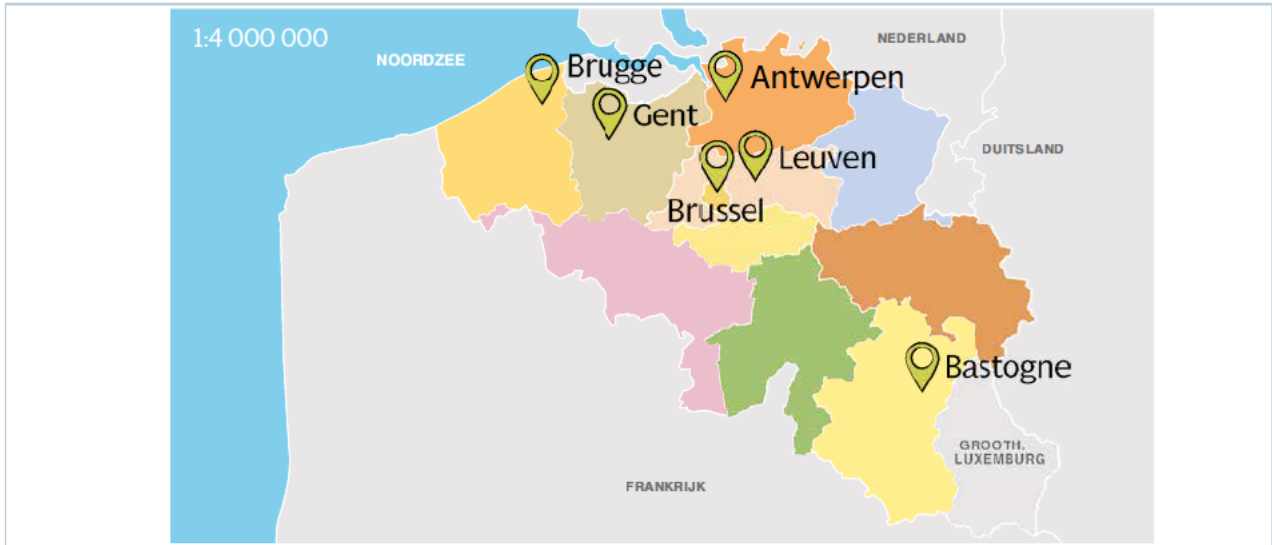 1:4 000 000
NOORDZEE
NEDERLAND
Brugge
Antwerpen
Gent
DUITSLAND
Leuven
Brussel
Bastogne
GROOTH.
LUXEMBURG
FRANKRIJK